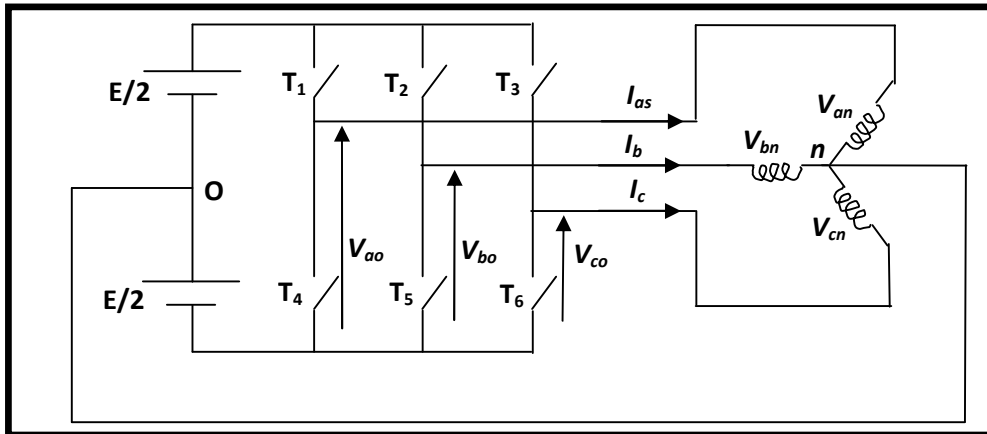 E/2
T1
T2
T3
Ias
Van
Ib
Vbn
n
O
Ic
Vao
Vbo
Vco
Vcn
E/2
T4
T5
T6